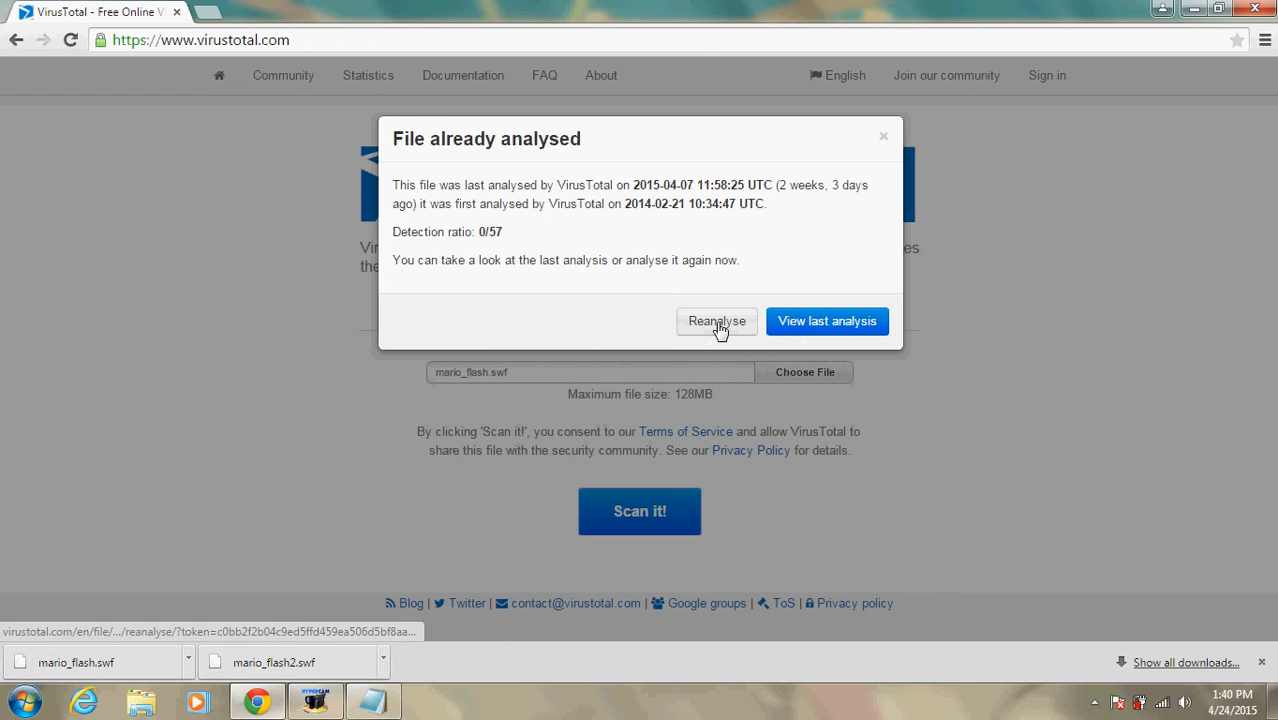 VirusTotal - Free Online V
https://www.virustotal.com
Community Statistics Documentation FAQ About English Join our community Sign in
File already analysed ×
This file was last analysed by VirusTotal on 2015-04-07 11:58:25 UTC (2 weeks, 3 days
ago) it was first analysed by VirusTotal on 2014-02-21 10:34:47 UTC.
Detection ratio: 0/57
Vir es
the
You can take a look at the last analysis or analyse it again now.
Reanalyse View last analysis
mario_flash.swf Choose File
Maximum file size: 128MB
By clicking 'Scan it!', you consent to our Terms of Service and allow VirusTotal to
share this file with the security community. See our Privacy Policy for details.
Scan it!
Blog | Twitter | contact@virustotal.com | Google groups | ToS | Privacy policy
virustotal.com/en/file/.../reanalyse/?token=c0bb2f2b04c9ed5ffd459ea506d5bf8aa...
mario_flash.swf mario_flash2.swf Show all downloads...
HYPERCAM
1:40 PM
4/24/2015